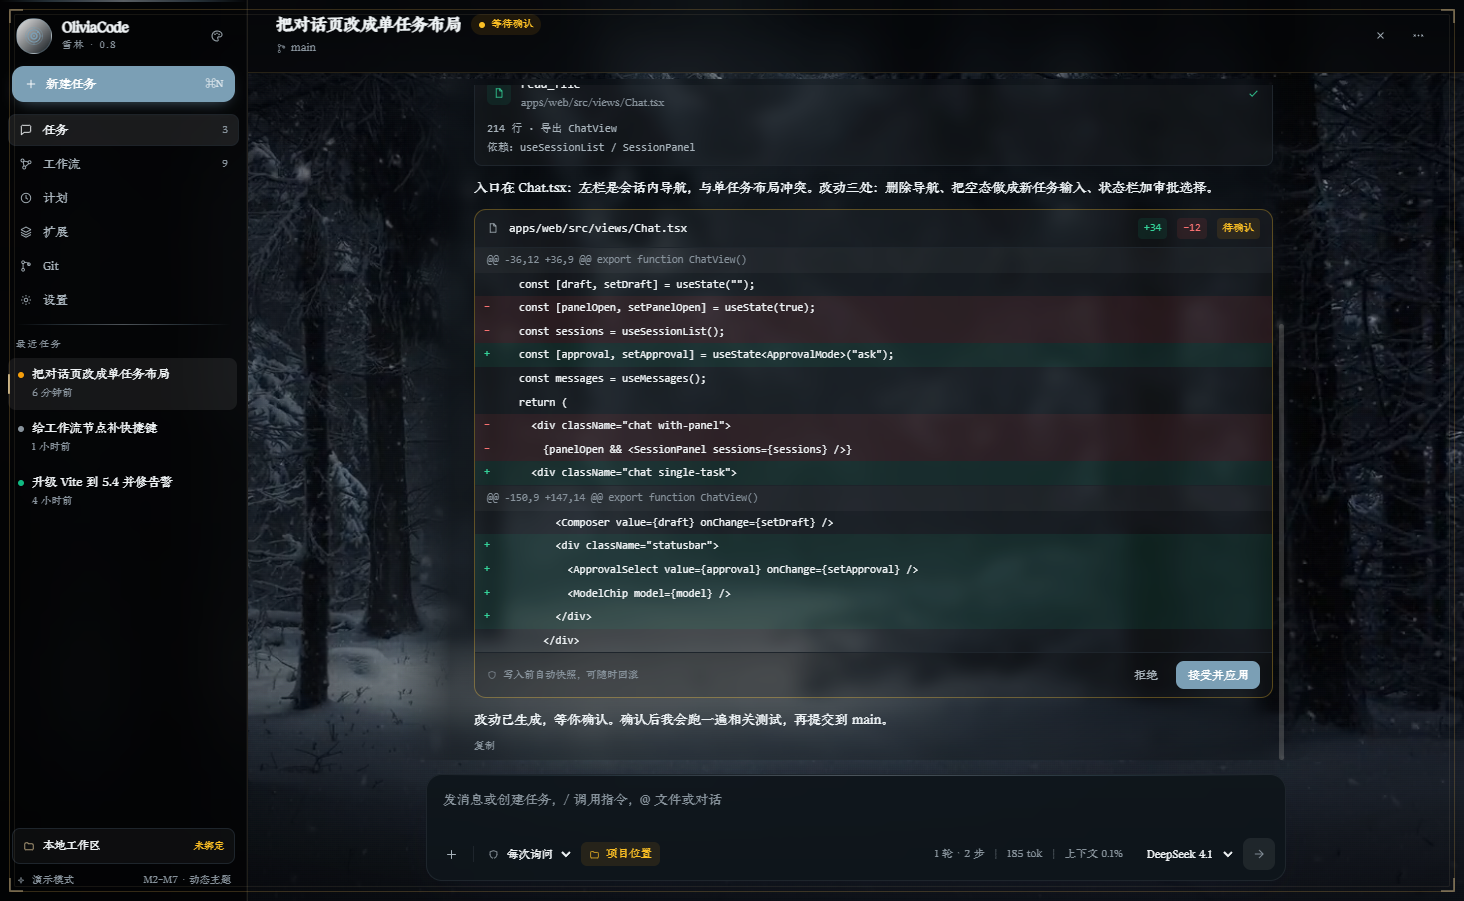 OliviaCode
雪林 · 0.8
新建任务 ⌘N
任务 3
工作流 9
计划
扩展
Git
设置
最近任务
把对话页改成单任务布局
6 分钟前
给工作流节点补快捷键
1 小时前
升级 Vite 到 5.4 并修告警
4 小时前
本地工作区 未绑定
演示模式 M2-M7 · 动态主题
把对话页改成单任务布局 等待确认
main
read_file
apps/web/src/views/Chat.tsx
214 行 · 导出 ChatView
依赖: useSessionList / SessionPanel
入口在 Chat.tsx：左栏是会话内导航，与单任务布局冲突。改动三处：删除导航、把空态做成新任务输入、状态栏加审批选择。
apps/web/src/views/Chat.tsx +34 −12 待确认
@@ -36,12 +36,9 @@ export function ChatView()
const [draft, setDraft] = useState("");
− const [panelOpen, setPanelOpen] = useState(true);
− const sessions = useSessionList();
+ const [approval, setApproval] = useState<ApprovalMode>("ask");
const messages = useMessages();
return (
− <div className="chat with-panel">
− {panelOpen && <SessionPanel sessions={sessions} />}
+ <div className="chat single-task">
@@ -150,9 +147,14 @@ export function ChatView()
<Composer value={draft} onChange={setDraft} />
+ <div className="statusbar">
+ <ApprovalSelect value={approval} onChange={setApproval} />
+ <ModelChip model={model} />
+ </div>
</div>
写入前自动快照，可随时回滚 拒绝 接受并应用
改动已生成，等你确认。确认后我会跑一遍相关测试，再提交到 main。
复制
发消息或创建任务，/ 调用指令，@ 文件或对话
每次询问 项目位置 1 轮 · 2 步 | 185 tok | 上下文 0.1% DeepSeek 4.1